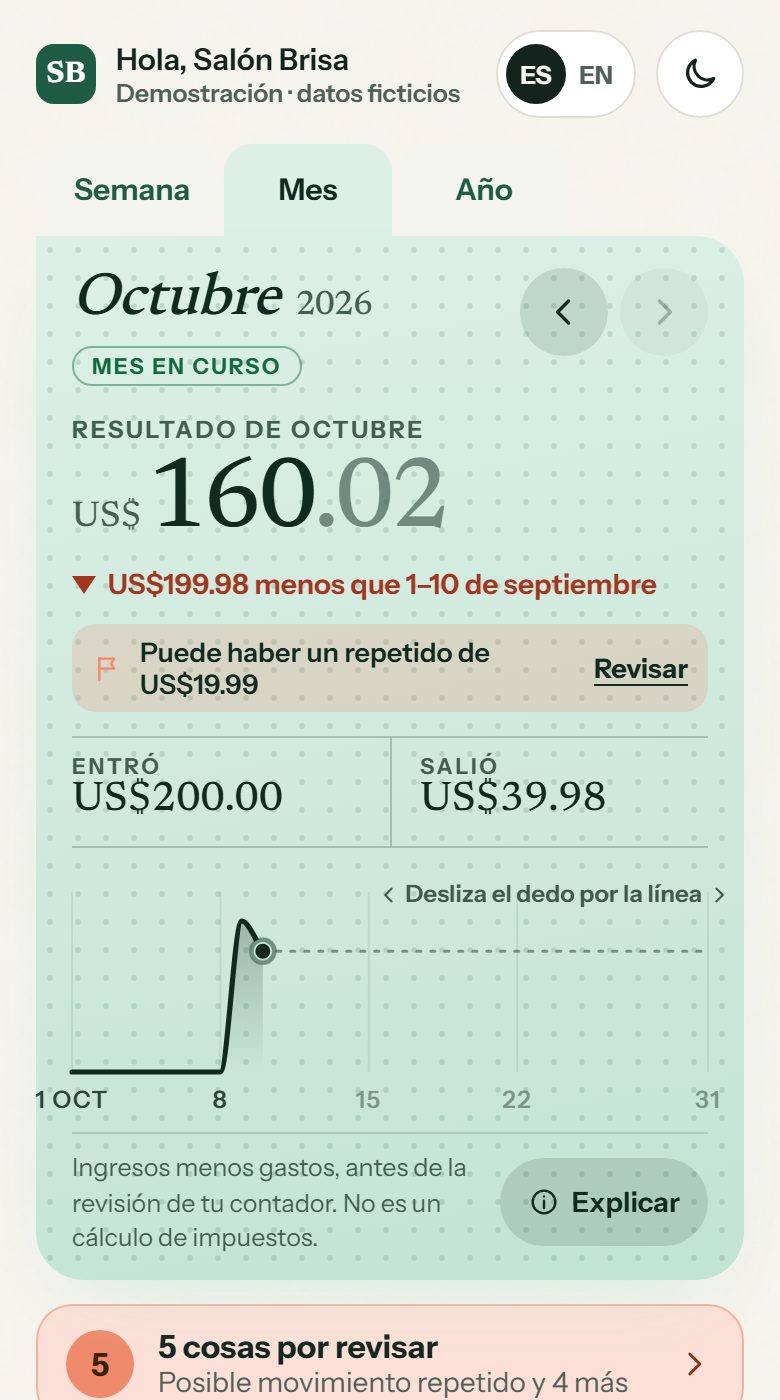 SB
Hola, Salón Brisa
Demostración · datos ficticios
ES EN
Semana Mes Año
Octubre 2026
MES EN CURSO
RESULTADO DE OCTUBRE
US$ 160.02
US$199.98 menos que 1–10 de septiembre
Puede haber un repetido de
US$19.99
Revisar
ENTRÓ
US$200.00
SALIÓ
US$39.98
Desliza el dedo por la línea
1 OCT 8 15 22 31
Ingresos menos gastos, antes de la
revisión de tu contador. No es un
cálculo de impuestos.
Explicar
5
5 cosas por revisar
Posible movimiento repetido y 4 más